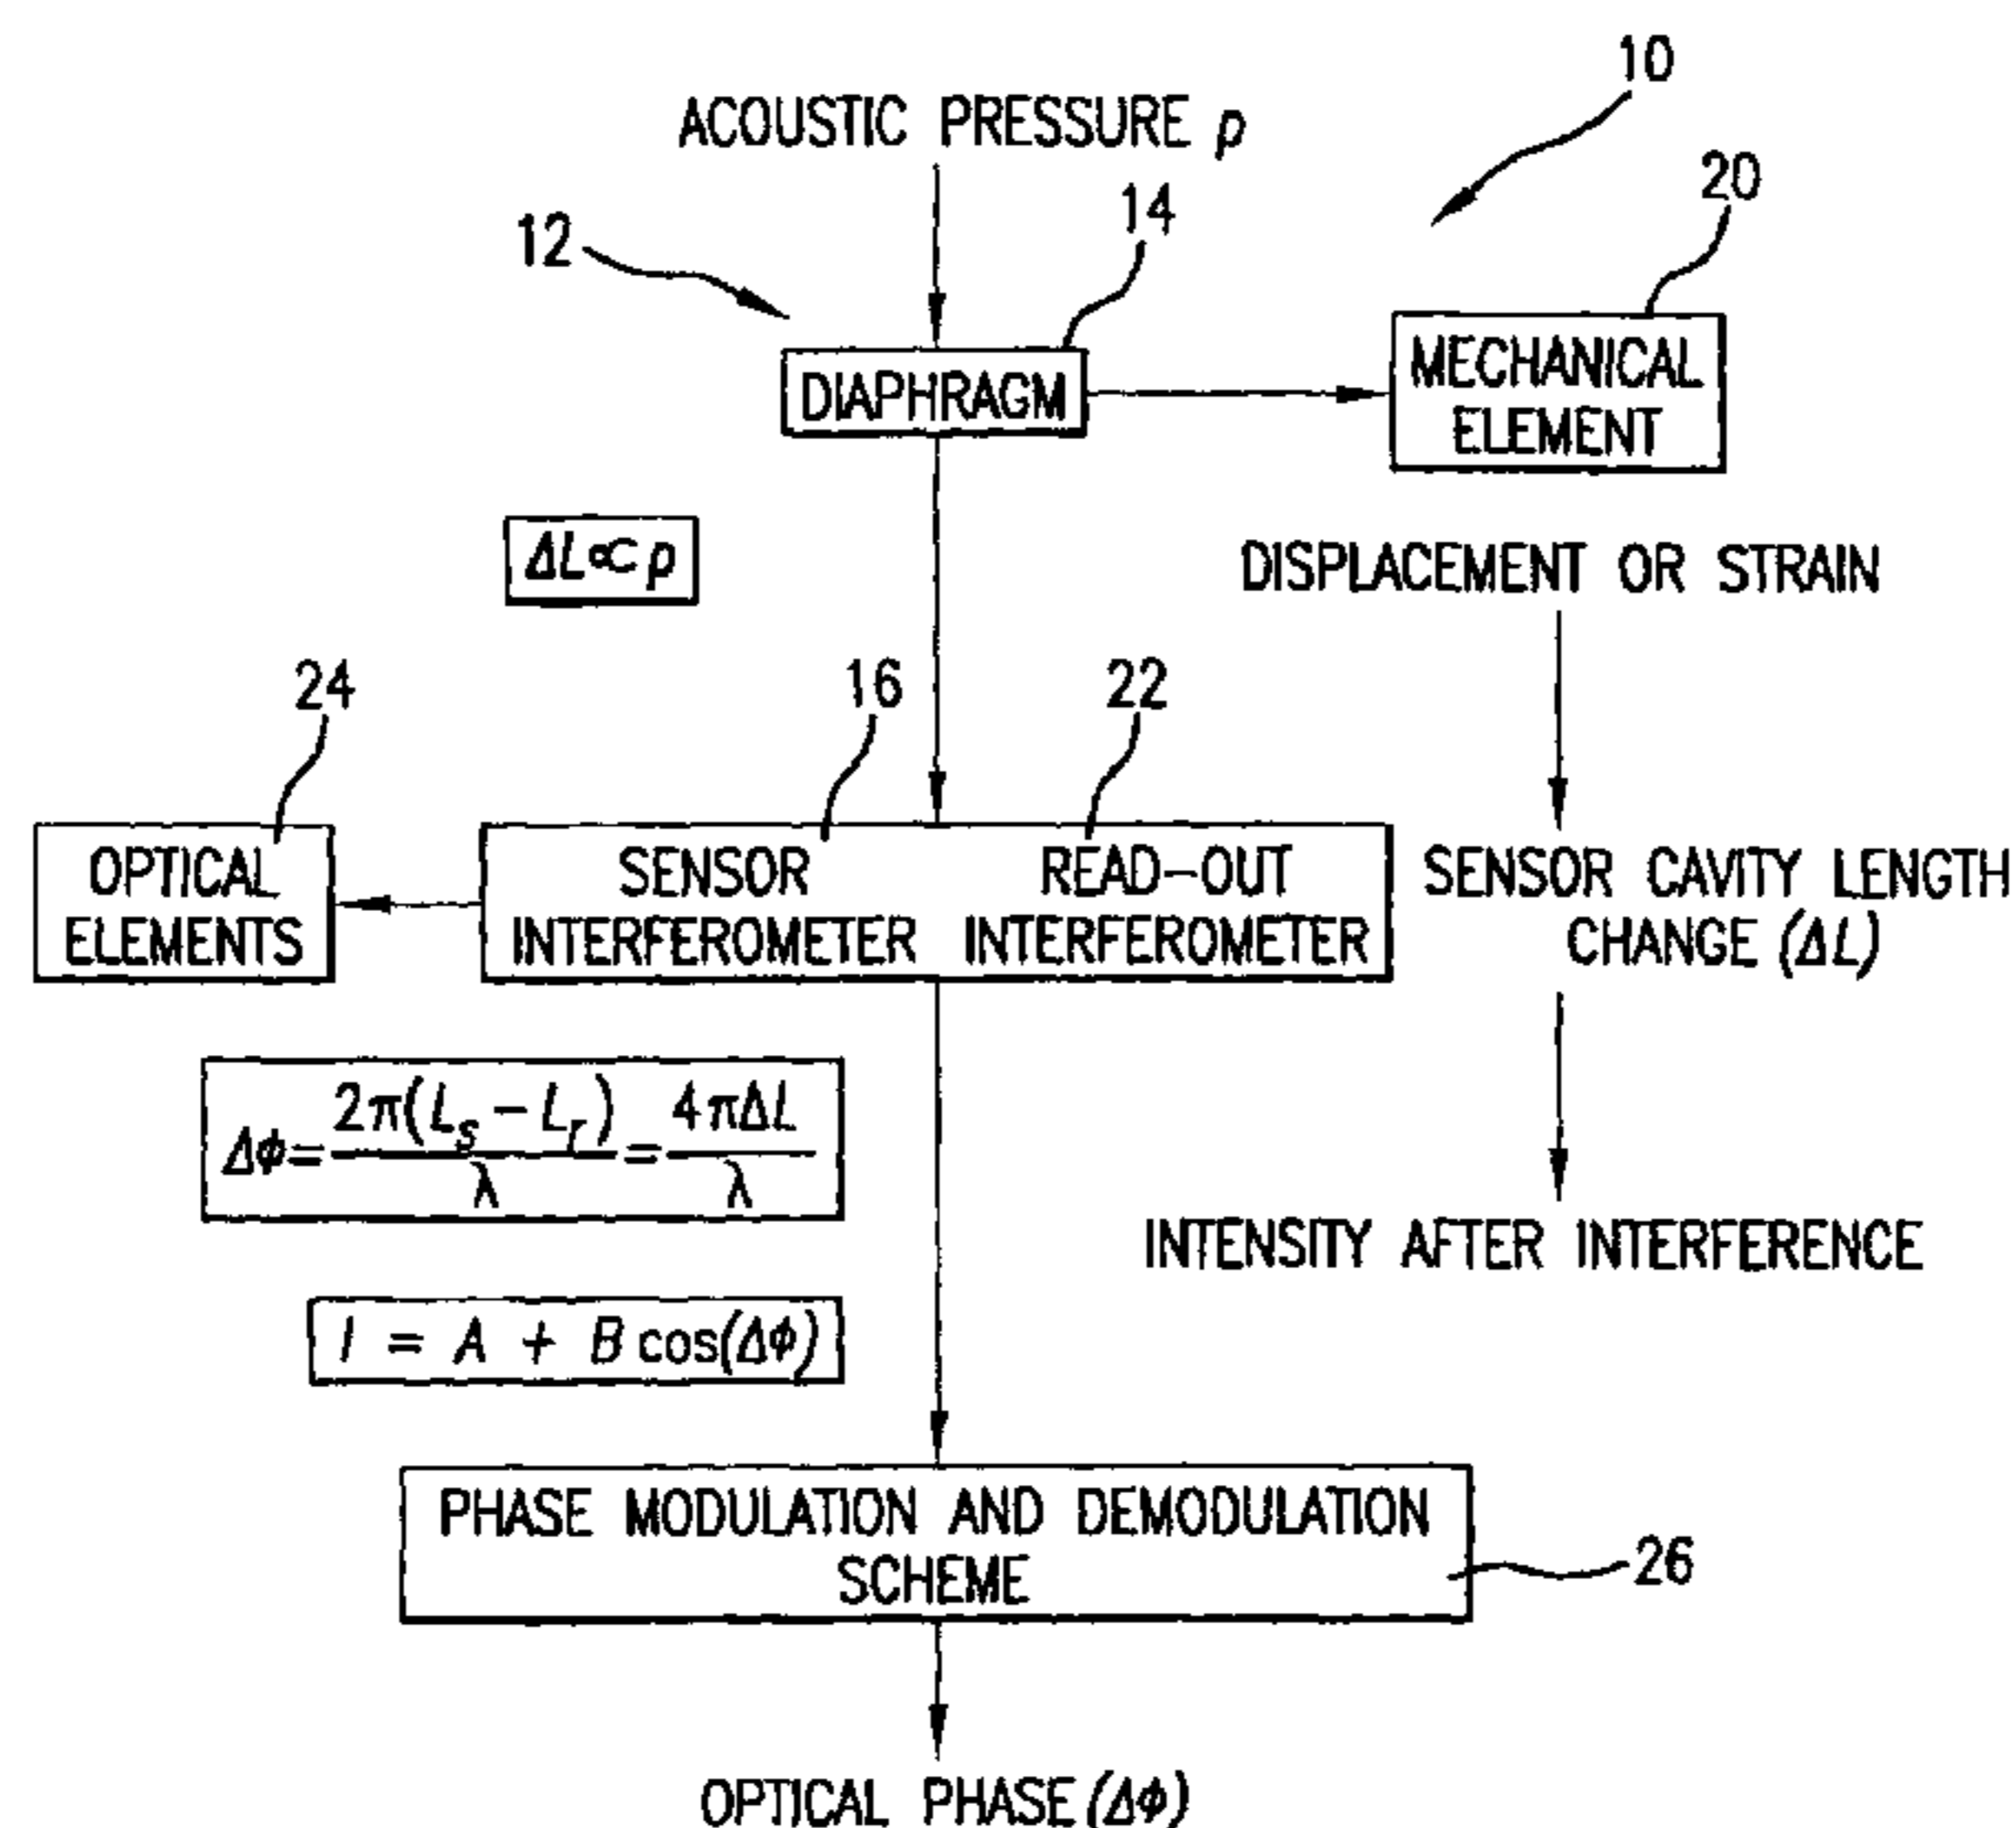 10
ACOUSTIC PRESSURE p
20
14
12
DIAPHRAGM
MECHANICAL
ELEMENT
ΔL∝p
DISPLACEMENT OR STRAIN
24
16
22
OPTICAL
ELEMENTS
SENSOR
INTERFEROMETER
READ-OUT
INTERFEROMETER
SENSOR CAVITY LENGTH
CHANGE (ΔL)
Δϕ=2π(Ls − Lr)/λ=4πΔL/λ
INTENSITY AFTER INTERFERENCE
I = A + B cos(Δϕ)
PHASE MODULATION AND DEMODULATION
SCHEME
26
OPTICAL PHASE (Δϕ)